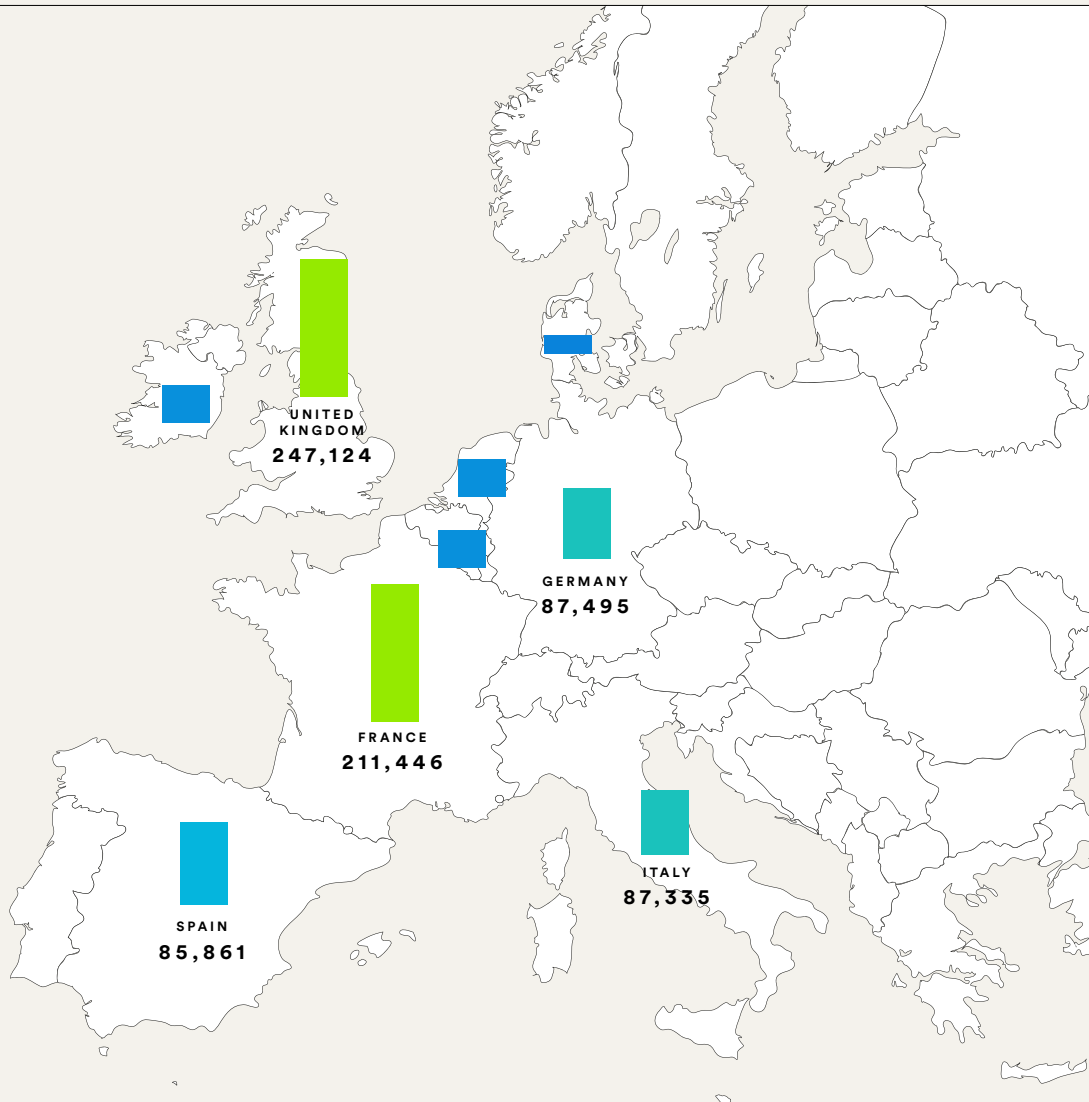 UNITED
KINGDOM
247,124
GERMANY
87,495
FRANCE
211,446
ITALY
87,335
SPAIN
85,861